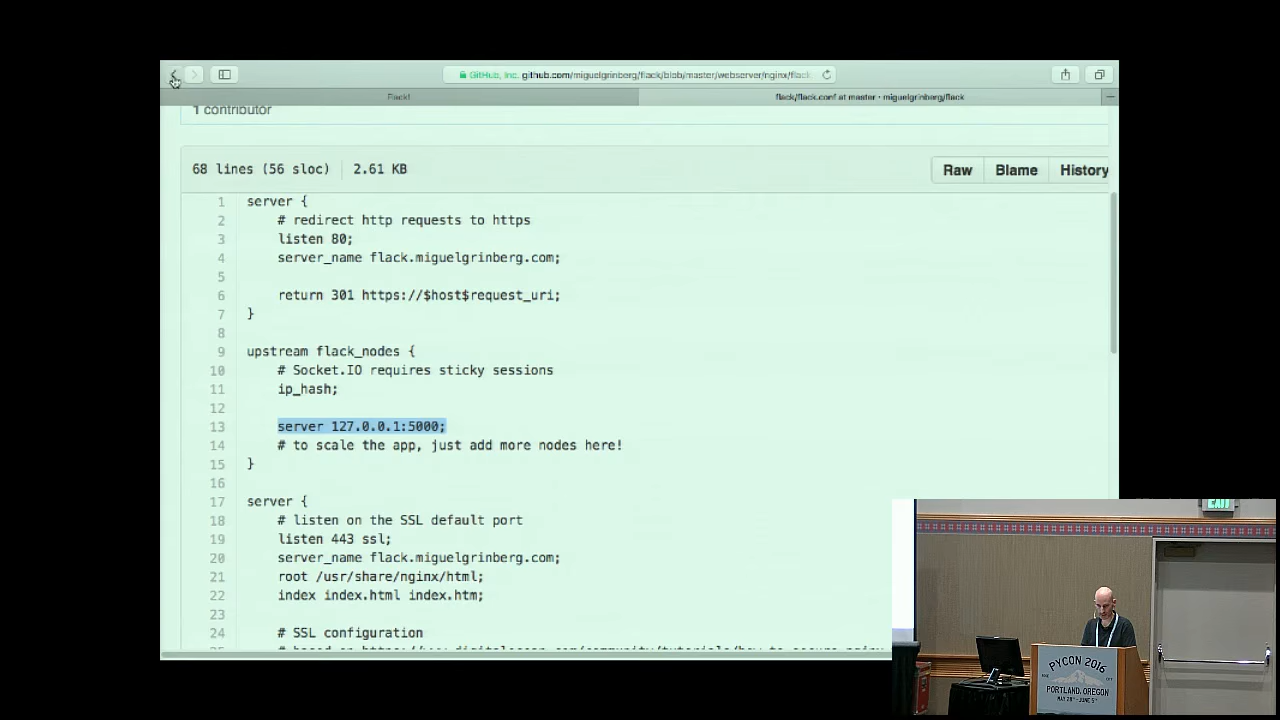 GitHub, Inc. github.com/miguelgrinberg/flack/blob/master/webserver/nginx/flack
Flack!
flack/flack.conf at master · miguelgrinberg/flack
1 contributor
68 lines (56 sloc) 2.61 KB
Raw Blame History
1 server {
2 # redirect http requests to https
3 listen 80;
4 server_name flack.miguelgrinberg.com;
5
6 return 301 https://$host$request_uri;
7 }
8
9 upstream flack_nodes {
10 # Socket.IO requires sticky sessions
11 ip_hash;
12
13 server 127.0.0.1:5000;
14 # to scale the app, just add more nodes here!
15 }
16
17 server {
18 # listen on the SSL default port
19 listen 443 ssl;
20 server_name flack.miguelgrinberg.com;
21 root /usr/share/nginx/html;
22 index index.html index.htm;
23
24 # SSL configuration
PYCON 2016
PORTLAND, OREGON
MAY 28TH - JUNE 5TH